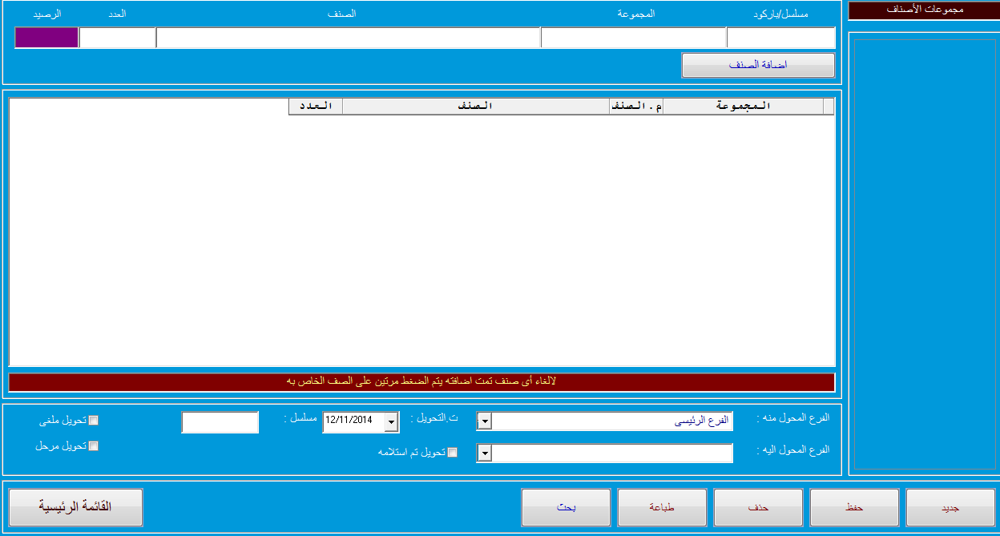 مجموعات الأصناف
مسلسل/باركود المجموعة الصنف العدد الرصيد
اضافة الصنف
المجموعة م.الصنف الصنف العدد
لالغاء أى صنف تمت اضافته يتم الضغط مرتين على الصف الخاص به
الفرع المحول منه : الفرع الرئيسى ت.التحويل : 12/11/2014 مسلسل : تحويل ملغى
الفرع المحول اليه : تحويل تم استلامه تحويل مرحل
جديد حفظ حذف طباعة بحث القائمة الرئيسية